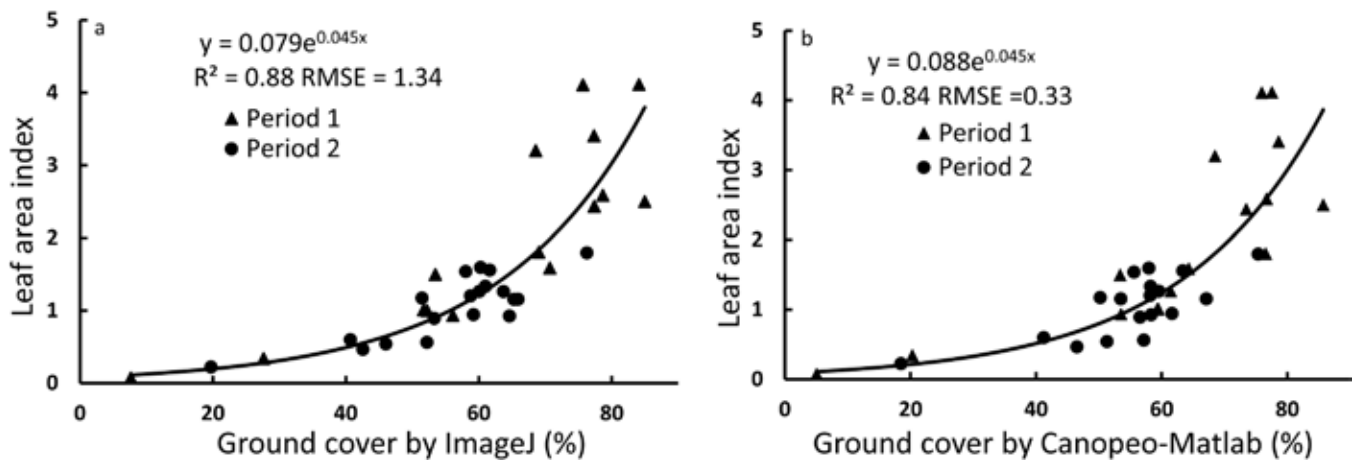 a
y = 0.079e^0.045x
R² = 0.88 RMSE = 1.34
▲ Period 1
● Period 2
Leaf area index
5
4
3
2
1
0
0 20 40 60 80
Ground cover by ImageJ (%)
b
y = 0.088e^0.045x
R² = 0.84 RMSE =0.33
▲ Period 1
● Period 2
Leaf area index
5
4
3
2
1
0
0 20 40 60 80
Ground cover by Canopeo-Matlab (%)